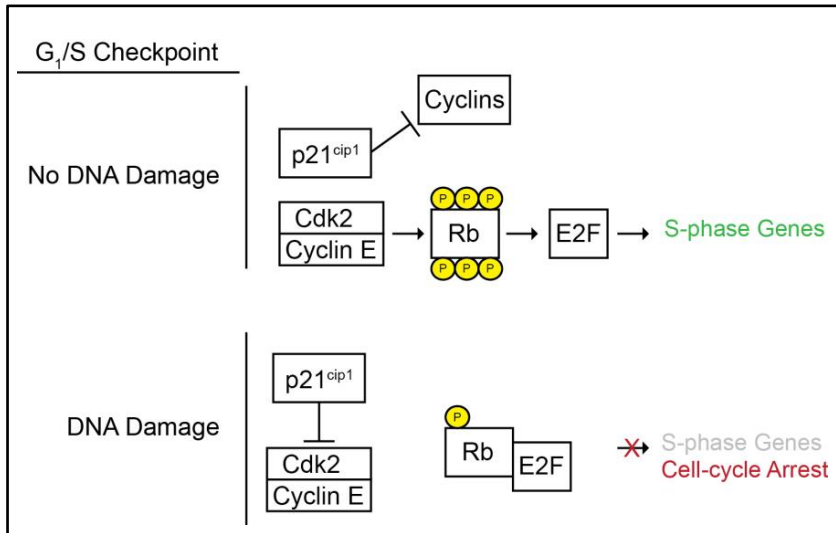 G₁/S Checkpoint
No DNA Damage
Cyclins
p21cip1
P P P
Cdk2
Cyclin E
Rb
E2F
S-phase Genes
P P P
DNA Damage
p21cip1
Cdk2
Cyclin E
P
Rb
E2F
S-phase Genes
Cell-cycle Arrest